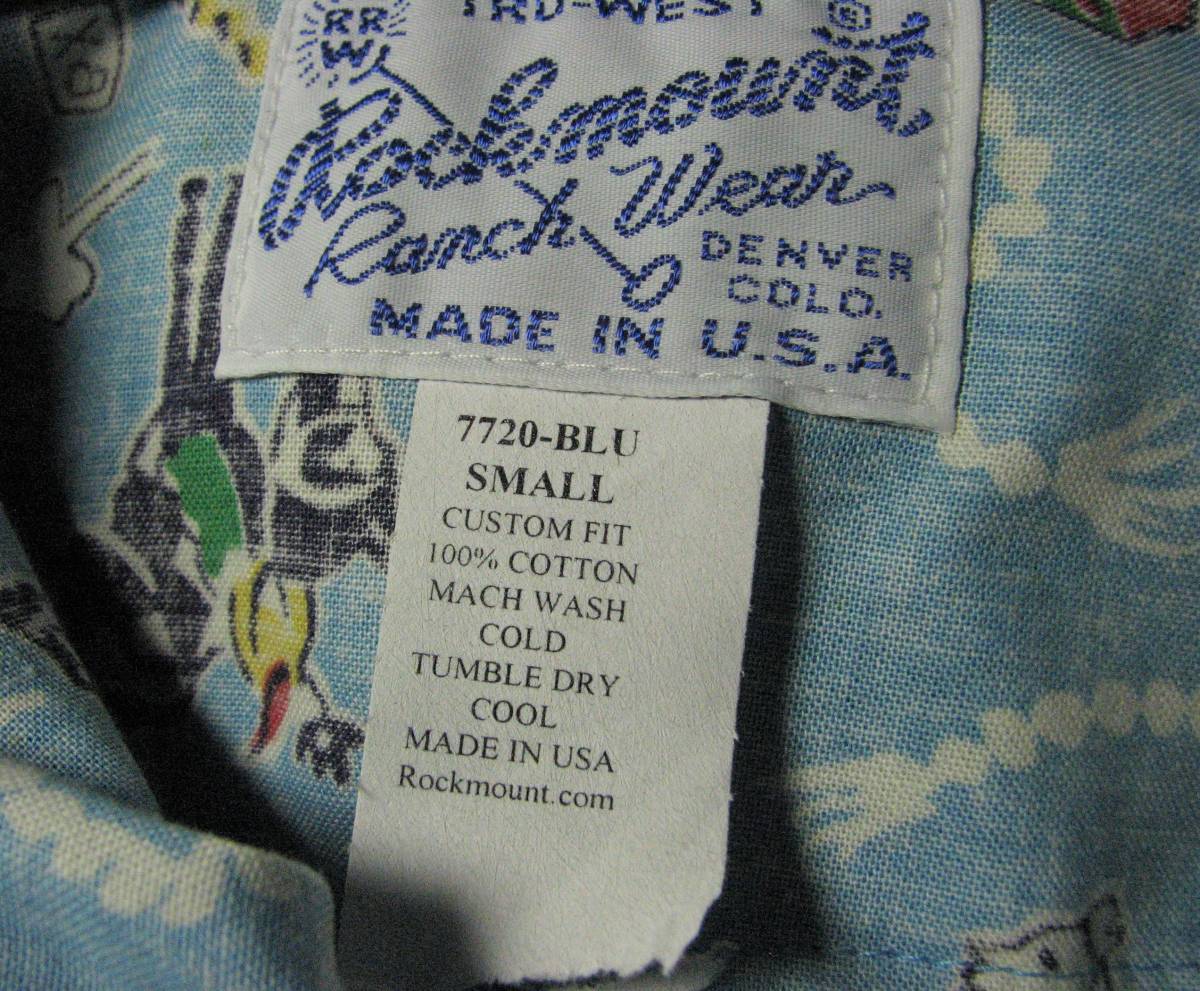 TRU-WEST ®
RR
W
Rockmount
Ranch Wear
DENVER
COLO.
MADE IN U.S.A.
7720-BLU
SMALL
CUSTOM FIT
100% COTTON
MACH WASH
COLD
TUMBLE DRY
COOL
MADE IN USA
Rockmount.com